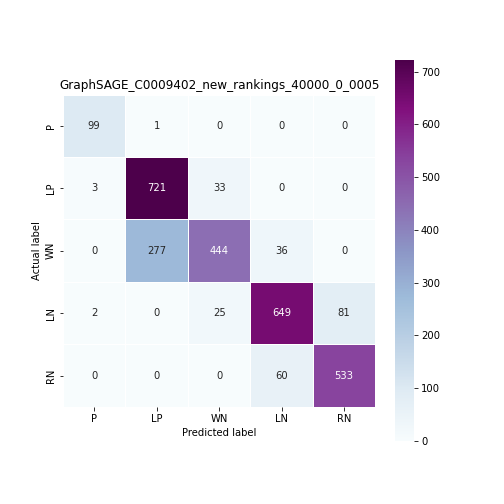 GraphSAGE_C0009402_new_rankings_40000_0_0005
P 99 1 0 0 0
LP 3 721 33 0 0
WN 0 277 444 36 0
LN 2 0 25 649 81
RN 0 0 0 60 533
P LP WN LN RN
Actual label
Predicted label
700
600
500
400
300
200
100
0